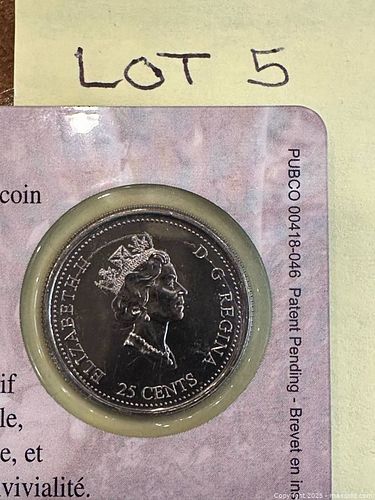 LOT 5
coin
ELIZABETH II D·G·REGINA
25 CENTS
if
le,
e, et
vivialité.
PUBCO 00418-046 Patent Pending - Brevet en in
Copyright 2025 - maxsold.com